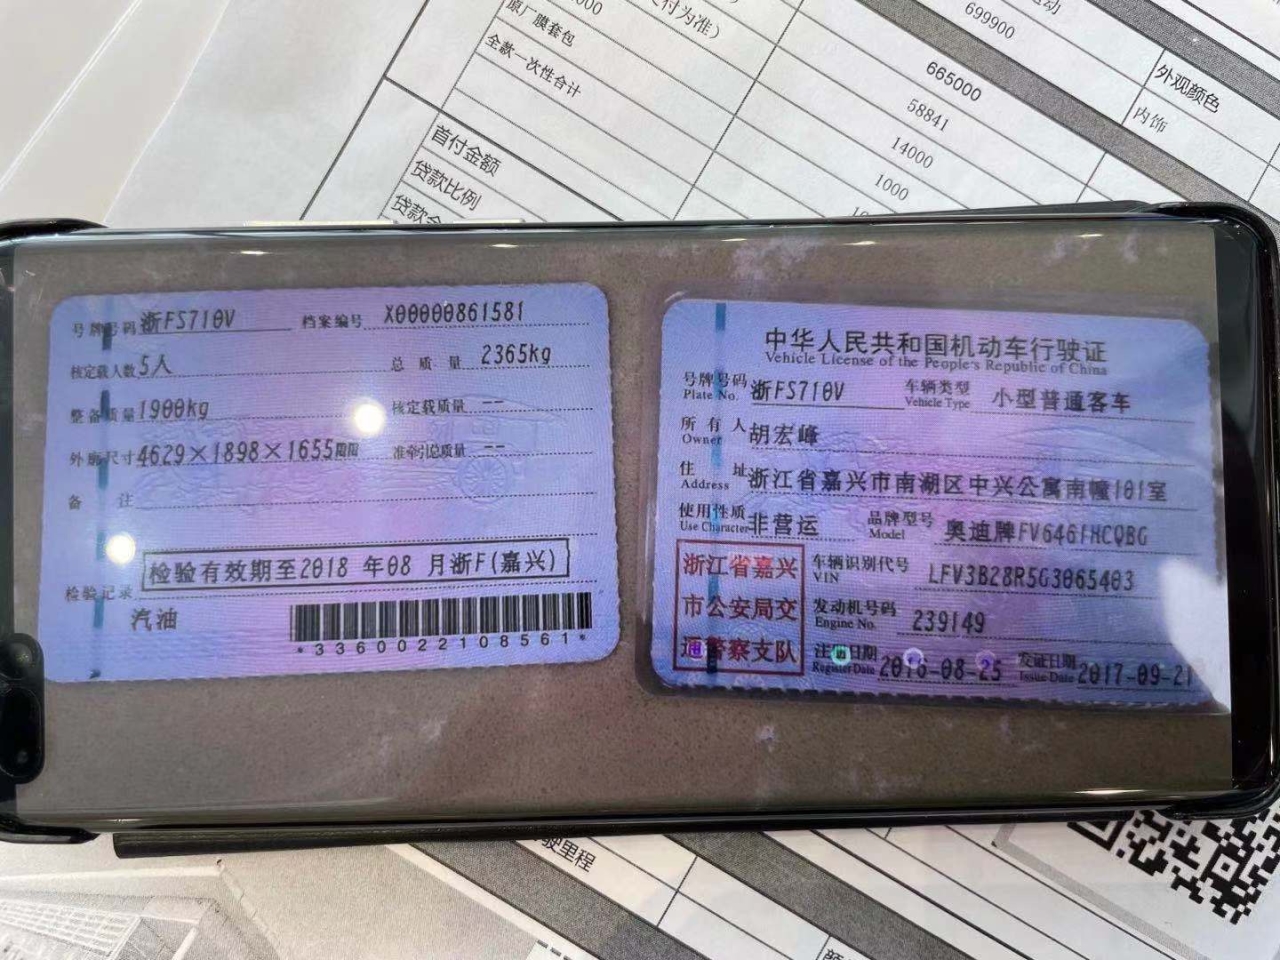 699900
外观颜色
内饰
原厂膜套包
全款一次性合计
665000
58841
14000
1000
首付金额
贷款比例
号牌号码 浙FS710V 档案编号 X00000861581
核定载人数 5人 总质量 2365kg
整备质量 1900kg 核定载质量 --
外廓尺寸 4629×1898×1655mm 准牵引总质量 --
备注
检验记录 检验有效期至2018 年08 月浙F(嘉兴)
汽油
*3360022108561*
中华人民共和国机动车行驶证
Vehicle License of the People's Republic of China
号牌号码 浙FS710V 车辆类型 小型普通客车
Plate No. Vehicle Type
所有人 胡宏峰
Owner
住址 浙江省嘉兴市南湖区中兴公寓南幢101室
Address
使用性质 非营运 品牌型号 奥迪牌FV6461HCQBG
Use Character Model
浙江省嘉兴
市公安局交
通警察支队
车辆识别代号 LFV3B28R5G3065403
VIN
发动机号码 239149
Engine No.
注册日期 2016-08-25 发证日期 2017-09-21
Register Date Issue Date
驶里程